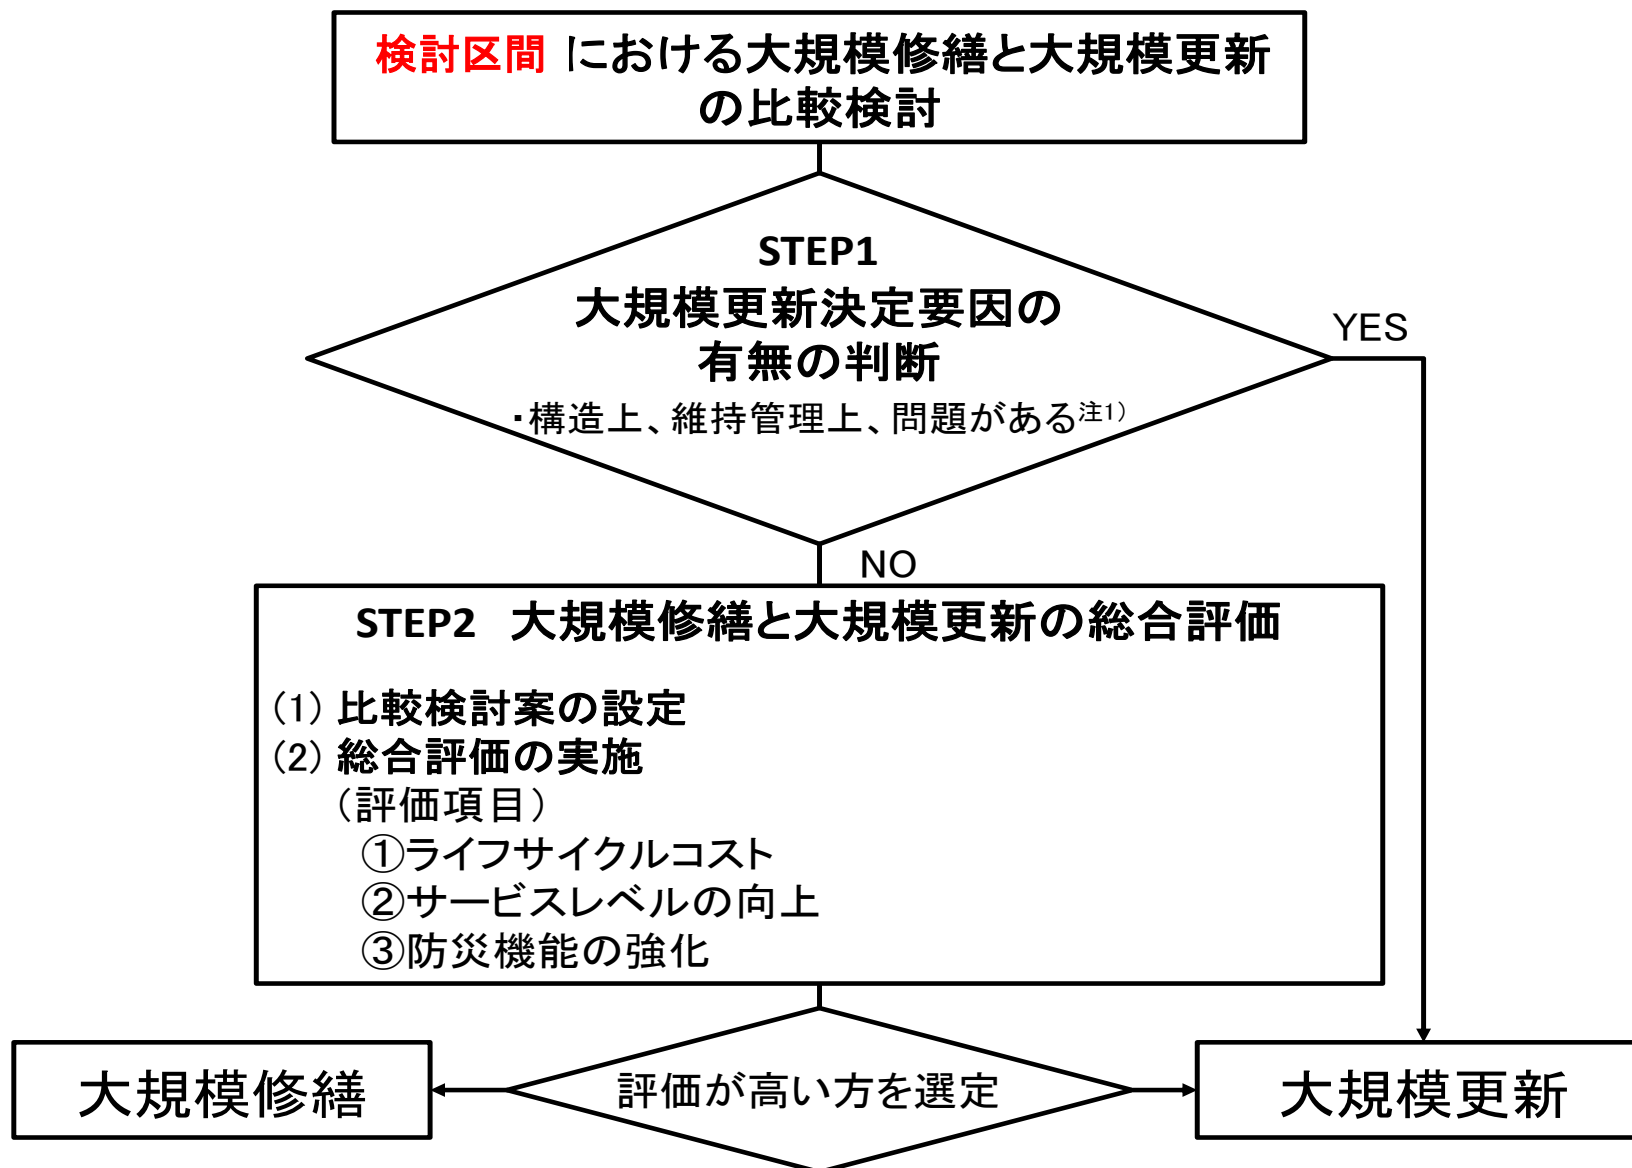 検討区間 における大規模修繕と大規模更新
の比較検討
STEP1
大規模更新決定要因の
有無の判断
・構造上、維持管理上、問題がある注1)
YES
NO
STEP2 大規模修繕と大規模更新の総合評価
(1) 比較検討案の設定
(2) 総合評価の実施
（評価項目）
①ライフサイクルコスト
②サービスレベルの向上
③防災機能の強化
大規模修繕
評価が高い方を選定
大規模更新